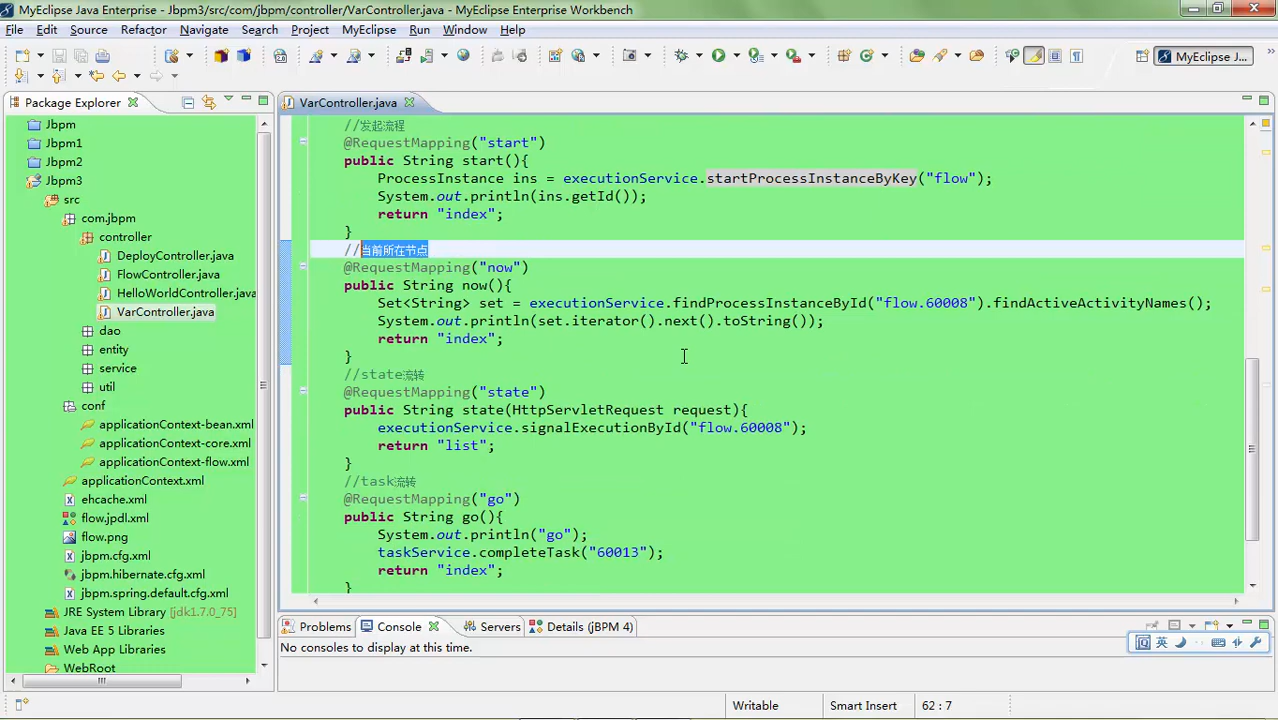 MyEclipse Java Enterprise - Jbpm3/src/com/jbpm/controller/VarController.java - MyEclipse Enterprise Workbench
File Edit Source Refactor Navigate Search Project MyEclipse Run Window Help
MyEclipse J...
Package Explorer
VarController.java
Jbpm
Jbpm1
Jbpm2
Jbpm3
src
com.jbpm
controller
DeployController.java
FlowController.java
HelloWorldController.java
VarController.java
dao
entity
service
util
conf
applicationContext-bean.xml
applicationContext-core.xml
applicationContext-flow.xml
applicationContext.xml
ehcache.xml
flow.jpdl.xml
flow.png
jbpm.cfg.xml
jbpm.hibernate.cfg.xml
jbpm.spring.default.cfg.xml
JRE System Library [jdk1.7.0_75]
Java EE 5 Libraries
Web App Libraries
WebRoot
//发起流程
@RequestMapping("start")
public String start(){
ProcessInstance ins = executionService.startProcessInstanceByKey("flow");
System.out.println(ins.getId());
return "index";
}
//当前所在节点
@RequestMapping("now")
public String now(){
Set<String> set = executionService.findProcessInstanceById("flow.60008").findActiveActivityNames();
System.out.println(set.iterator().next().toString());
return "index";
}
//state流转
@RequestMapping("state")
public String state(HttpServletRequest request){
executionService.signalExecutionById("flow.60008");
return "list";
}
//task流转
@RequestMapping("go")
public String go(){
System.out.println("go");
taskService.completeTask("60013");
return "index";
}
Problems Console Servers Details (jBPM 4)
No consoles to display at this time.
英
Writable Smart Insert 62 : 7